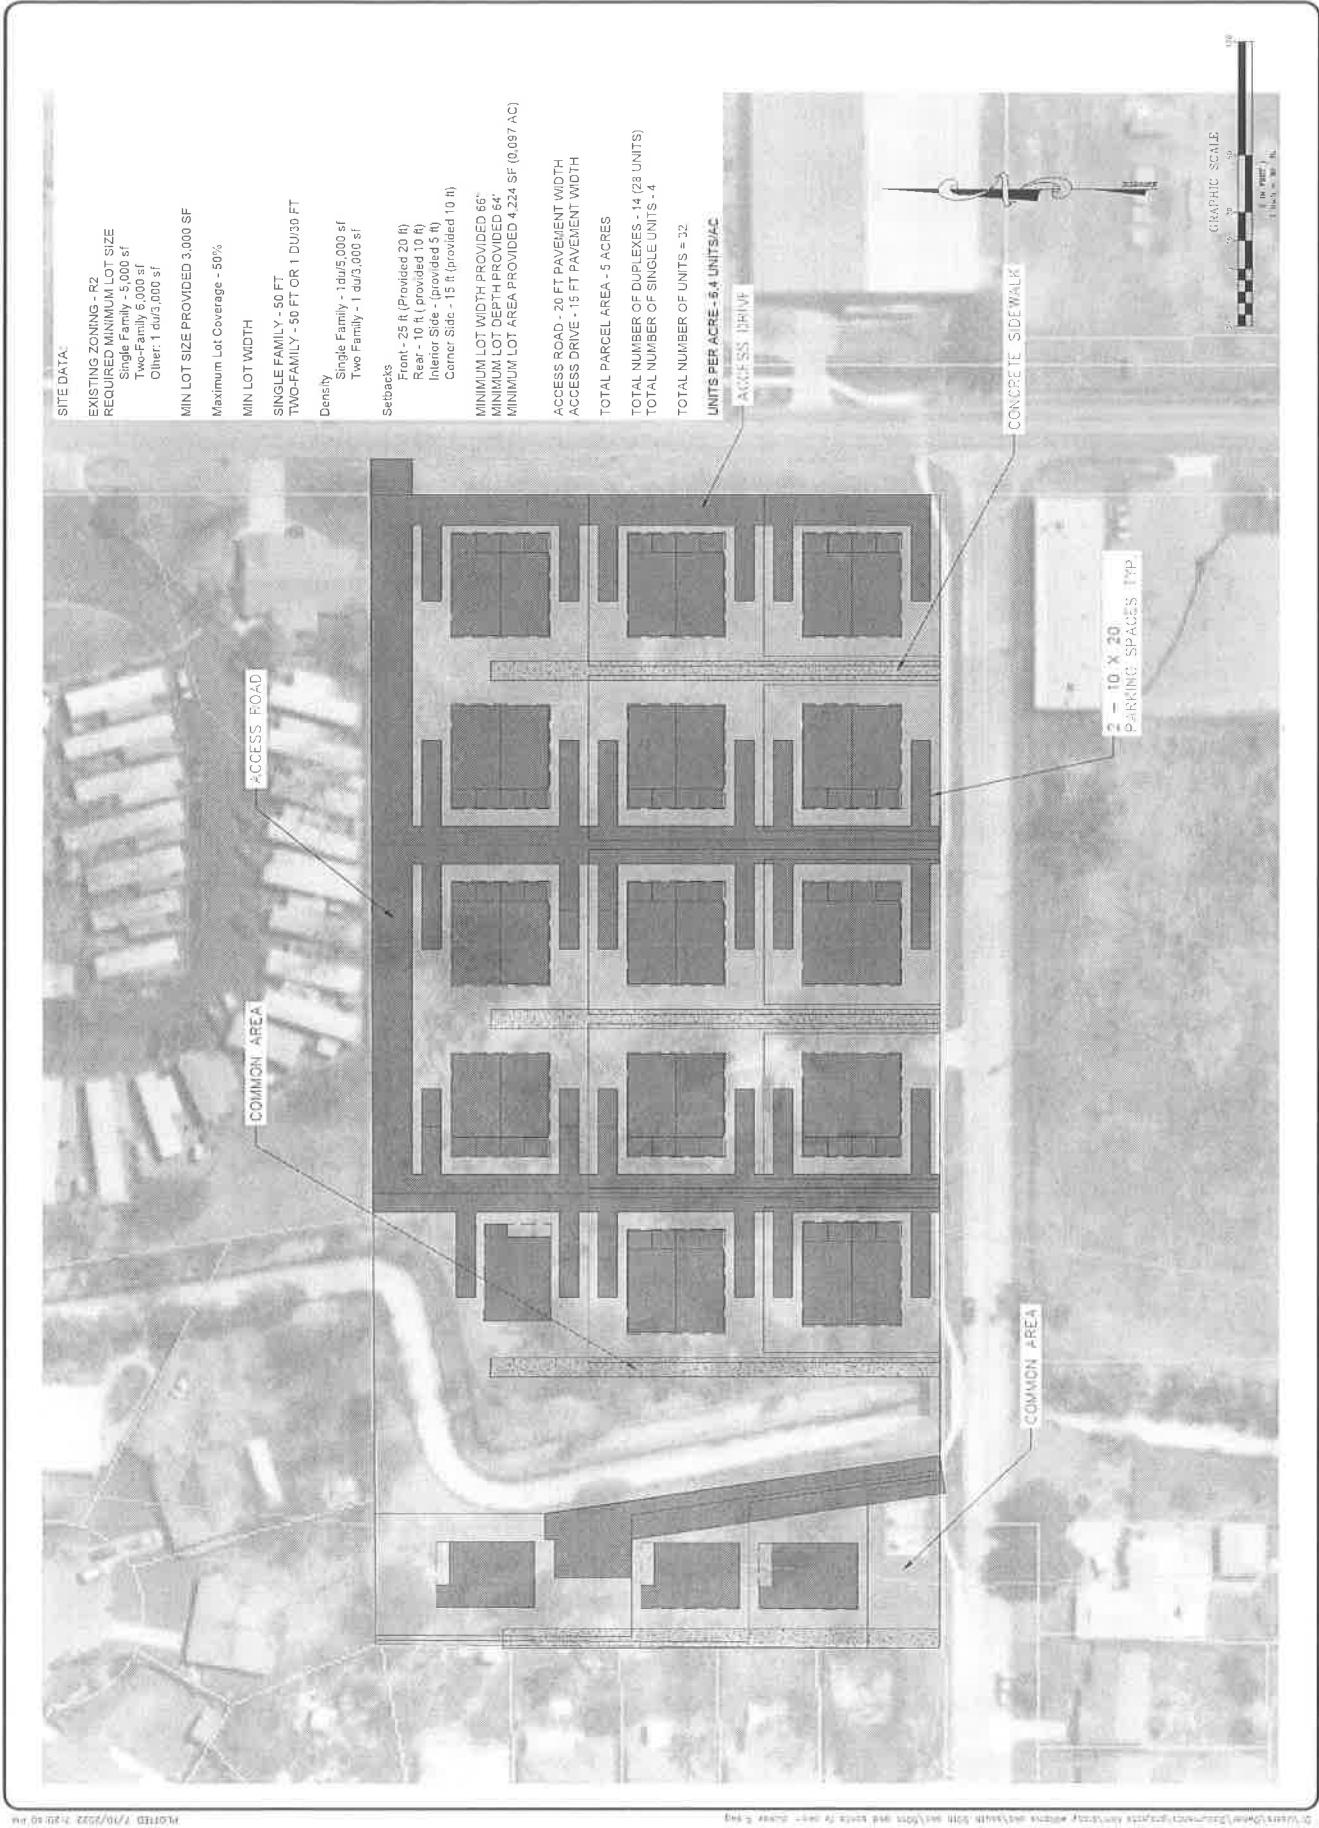 SITE DATA:
EXISTING ZONING - R2
REQUIRED MINIMUM LOT SIZE
Single Family - 5,000 sf
Two-Family 6,000 sf
Other: 1 du/3,000 sf
MIN LOT SIZE PROVIDED 3,000 SF
Maximum Lot Coverage - 50%
MIN LOT WIDTH
SINGLE FAMILY - 50 FT
TWO-FAMILY - 50 FT OR 1 DU/30 FT
Density
Single Family - 1du/5,000 sf
Two Family - 1 du/3,000 sf
Setbacks
Front - 25 ft (Provided 20 ft)
Rear - 10 ft ( provided 10 ft)
Interior Side - (provided 5 ft)
Corner Side - 15 ft (provided 10 ft)
MINIMUM LOT WIDTH PROVIDED 66'
MINIMUM LOT DEPTH PROVIDED 64'
MINIMUM LOT AREA PROVIDED 4,224 SF (0.097 AC)
ACCESS ROAD - 20 FT PAVEMENT WIDTH
ACCESS DRIVE - 15 FT PAVEMENT WIDTH
TOTAL PARCEL AREA - 5 ACRES
TOTAL NUMBER OF DUPLEXES - 14 (28 UNITS)
TOTAL NUMBER OF SINGLE UNITS - 4
TOTAL NUMBER OF UNITS = 32
UNITS PER ACRE - 6.4 UNITS/AC
ACCESS DRIVE
CONCRETE SIDEWALK
ACCESS ROAD
2 - 10 X 20
PARKING SPACES TYP
COMMON AREA
COMMON AREA
GRAPHIC SCALE
( IN FEET )
PLOTTED 7/10/2022 7:20:40 PM